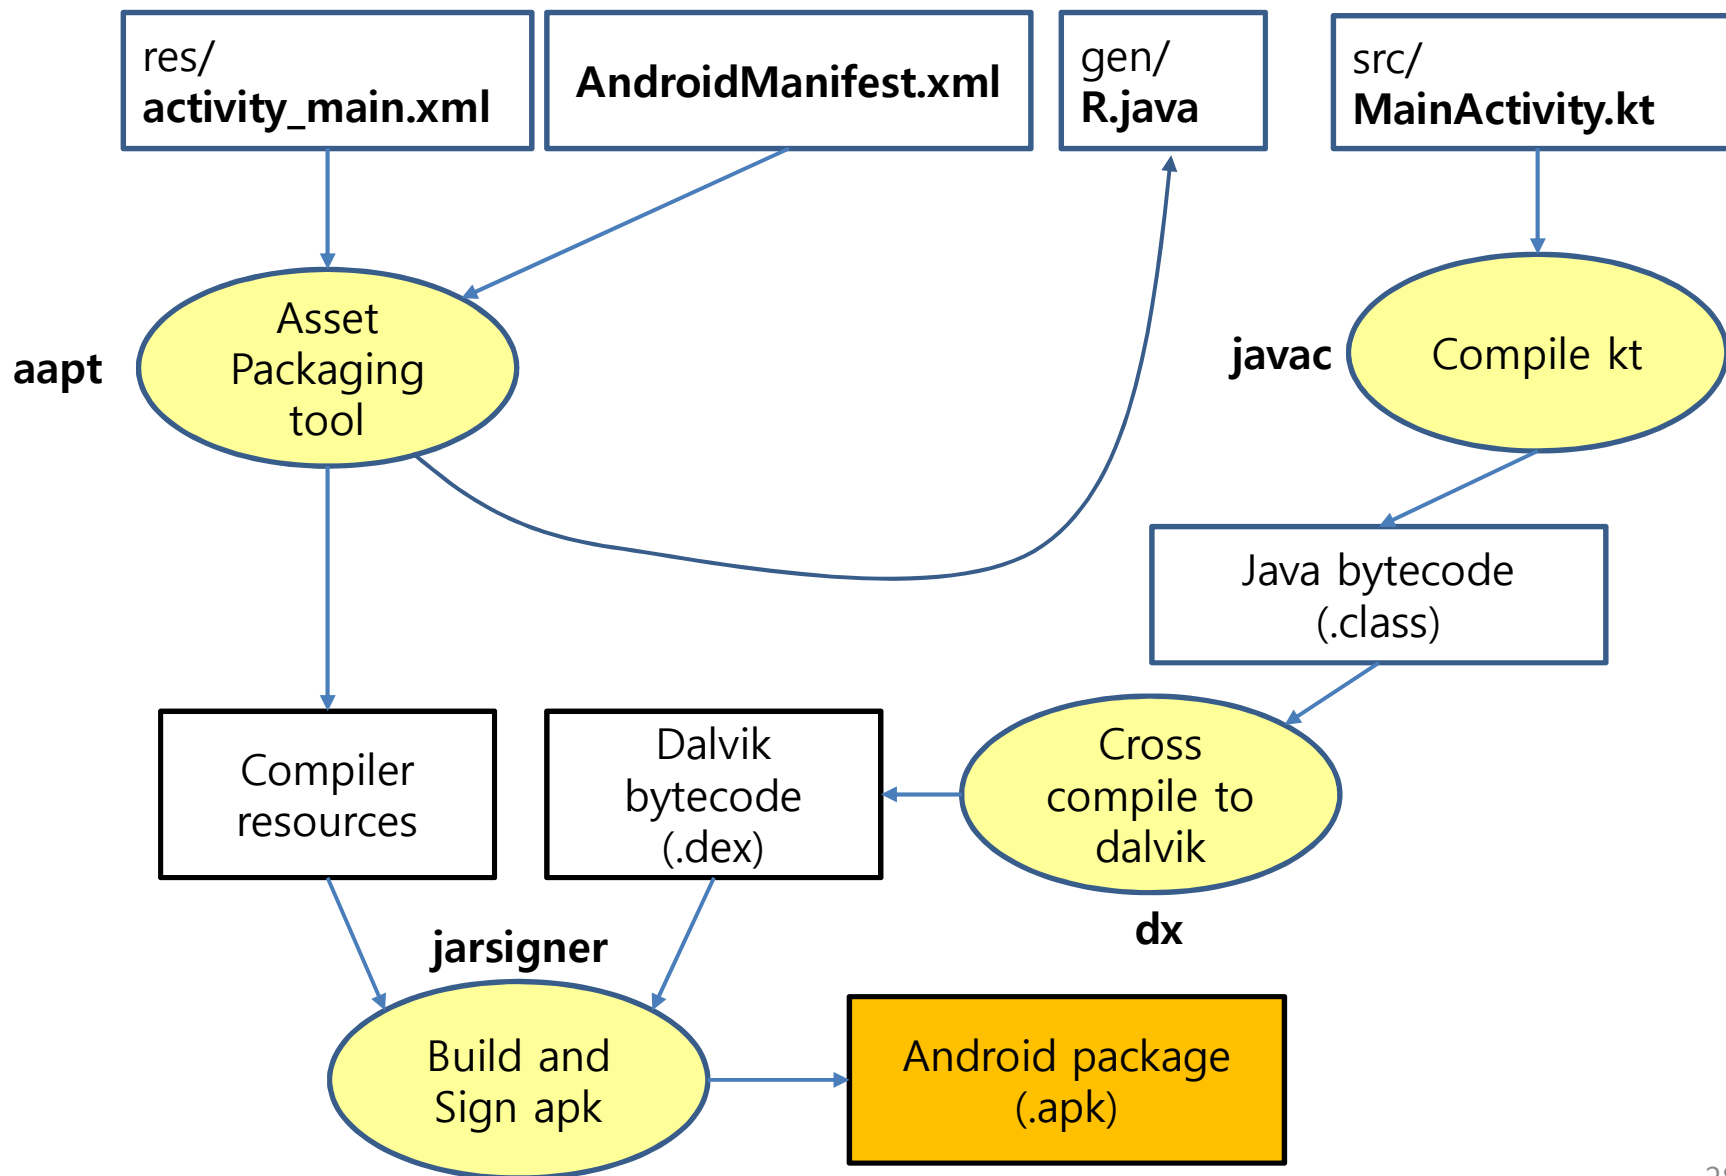 res/
activity_main.xml
AndroidManifest.xml
gen/
R.java
src/
MainActivity.kt
aapt
Asset
Packaging
tool
javac
Compile kt
Java bytecode
(.class)
Compiler
resources
Dalvik
bytecode
(.dex)
Cross
compile to
dalvik
dx
jarsigner
Build and
Sign apk
Android package
(.apk)